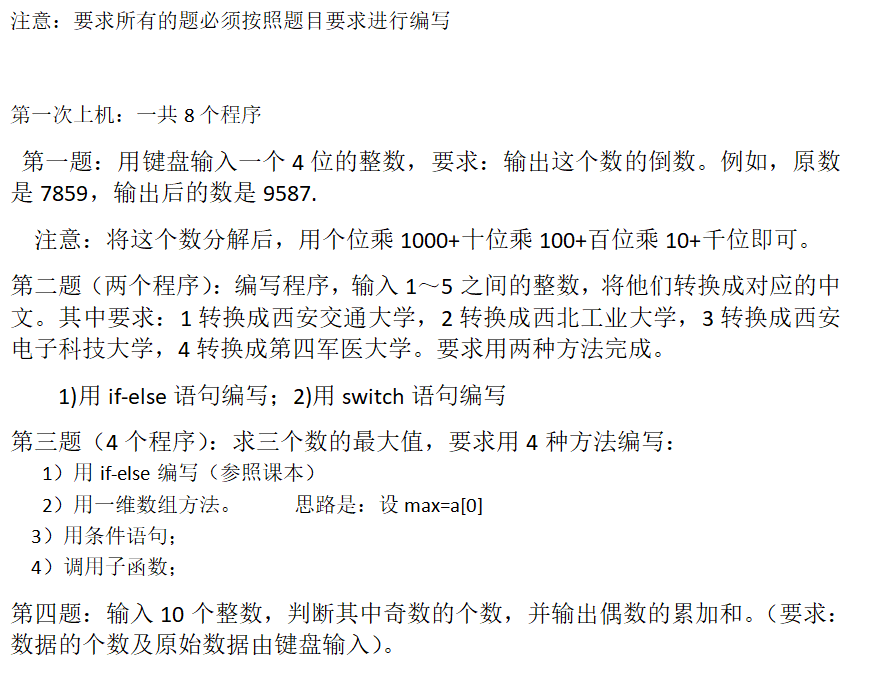 注意：要求所有的题必须按照题目要求进行编写
第一次上机：一共 8 个程序
第一题：用键盘输入一个 4 位的整数，要求：输出这个数的倒数。例如，原数
是 7859，输出后的数是 9587.
注意：将这个数分解后，用个位乘 1000+十位乘 100+百位乘 10+千位即可。
第二题（两个程序）：编写程序，输入 1～5 之间的整数，将他们转换成对应的中
文。其中要求：1 转换成西安交通大学，2 转换成西北工业大学，3 转换成西安
电子科技大学，4 转换成第四军医大学。要求用两种方法完成。
1)用 if-else 语句编写；2)用 switch 语句编写
第三题（4 个程序）：求三个数的最大值，要求用 4 种方法编写：
1）用 if-else 编写（参照课本）
2）用一维数组方法。 思路是：设 max=a[0]
3）用条件语句；
4）调用子函数；
第四题：输入 10 个整数，判断其中奇数的个数，并输出偶数的累加和。（要求：
数据的个数及原始数据由键盘输入）。